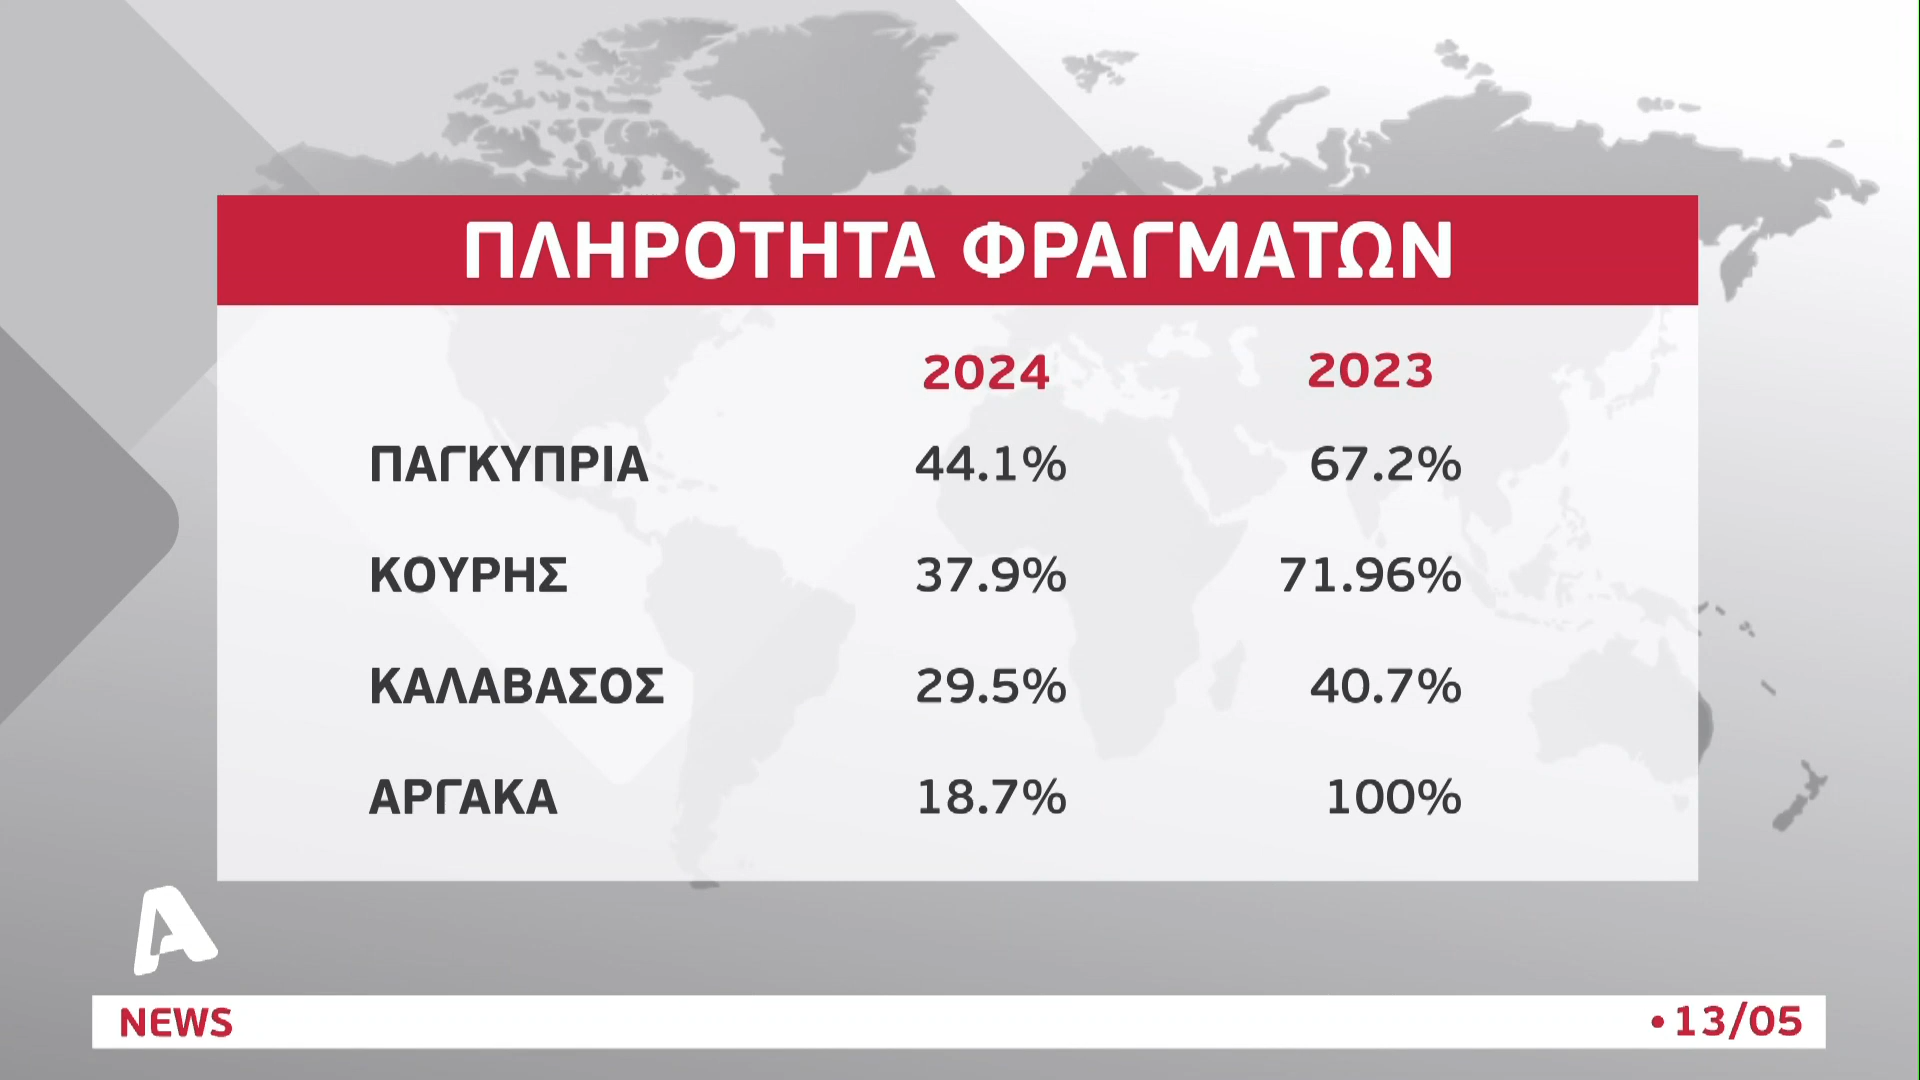 ΠΛΗΡΟΤΗΤΑ ΦΡΑΓΜΑΤΩΝ
2024 2023
ΠΑΓΚΥΠΡΙΑ 44.1% 67.2%
ΚΟΥΡΗΣ 37.9% 71.96%
ΚΑΛΑΒΑΣΟΣ 29.5% 40.7%
ΑΡΓΑΚΑ 18.7% 100%
NEWS • 13/05